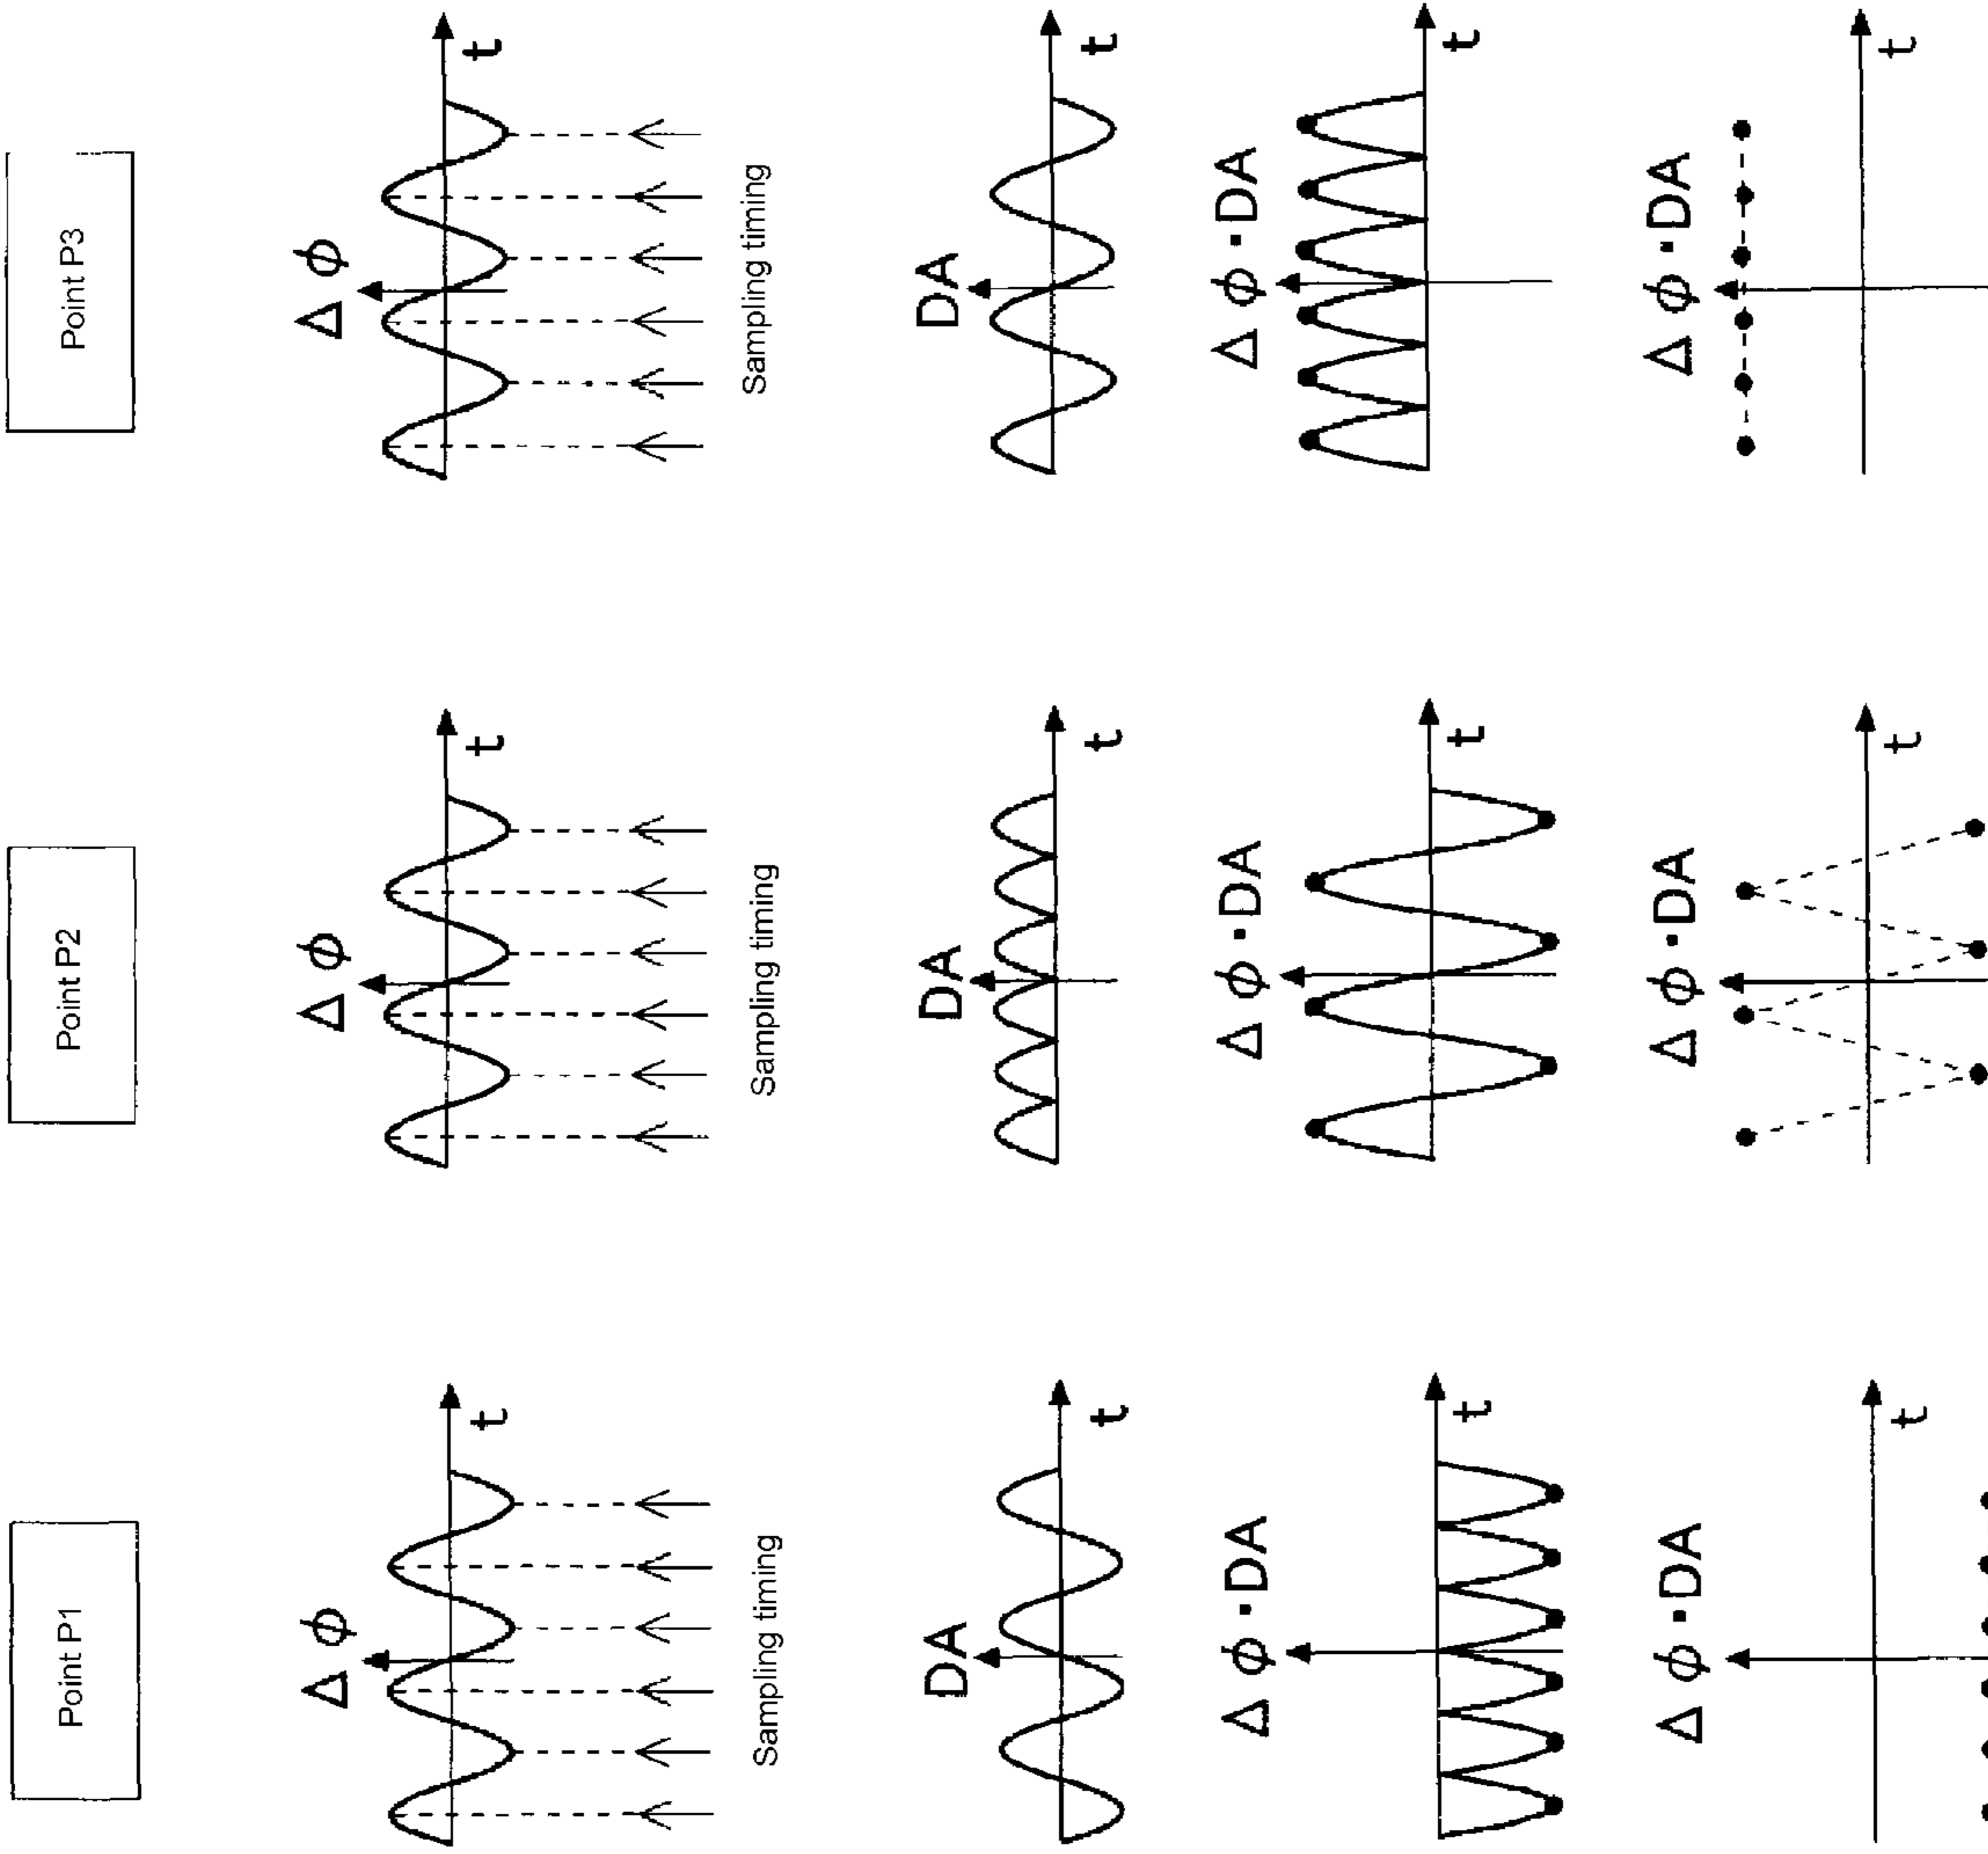 Point P1
Point P2
Point P3
Δ ϕ
Δ ϕ
Δ ϕ
t
t
t
Sampling timing
Sampling timing
Sampling timing
DA
DA
DA
t
t
t
Δ ϕ ·DA
Δ ϕ ·DA
Δ ϕ ·DA
t
t
t
Δ ϕ ·DA
Δ ϕ ·DA
Δ ϕ ·DA
t
t
t